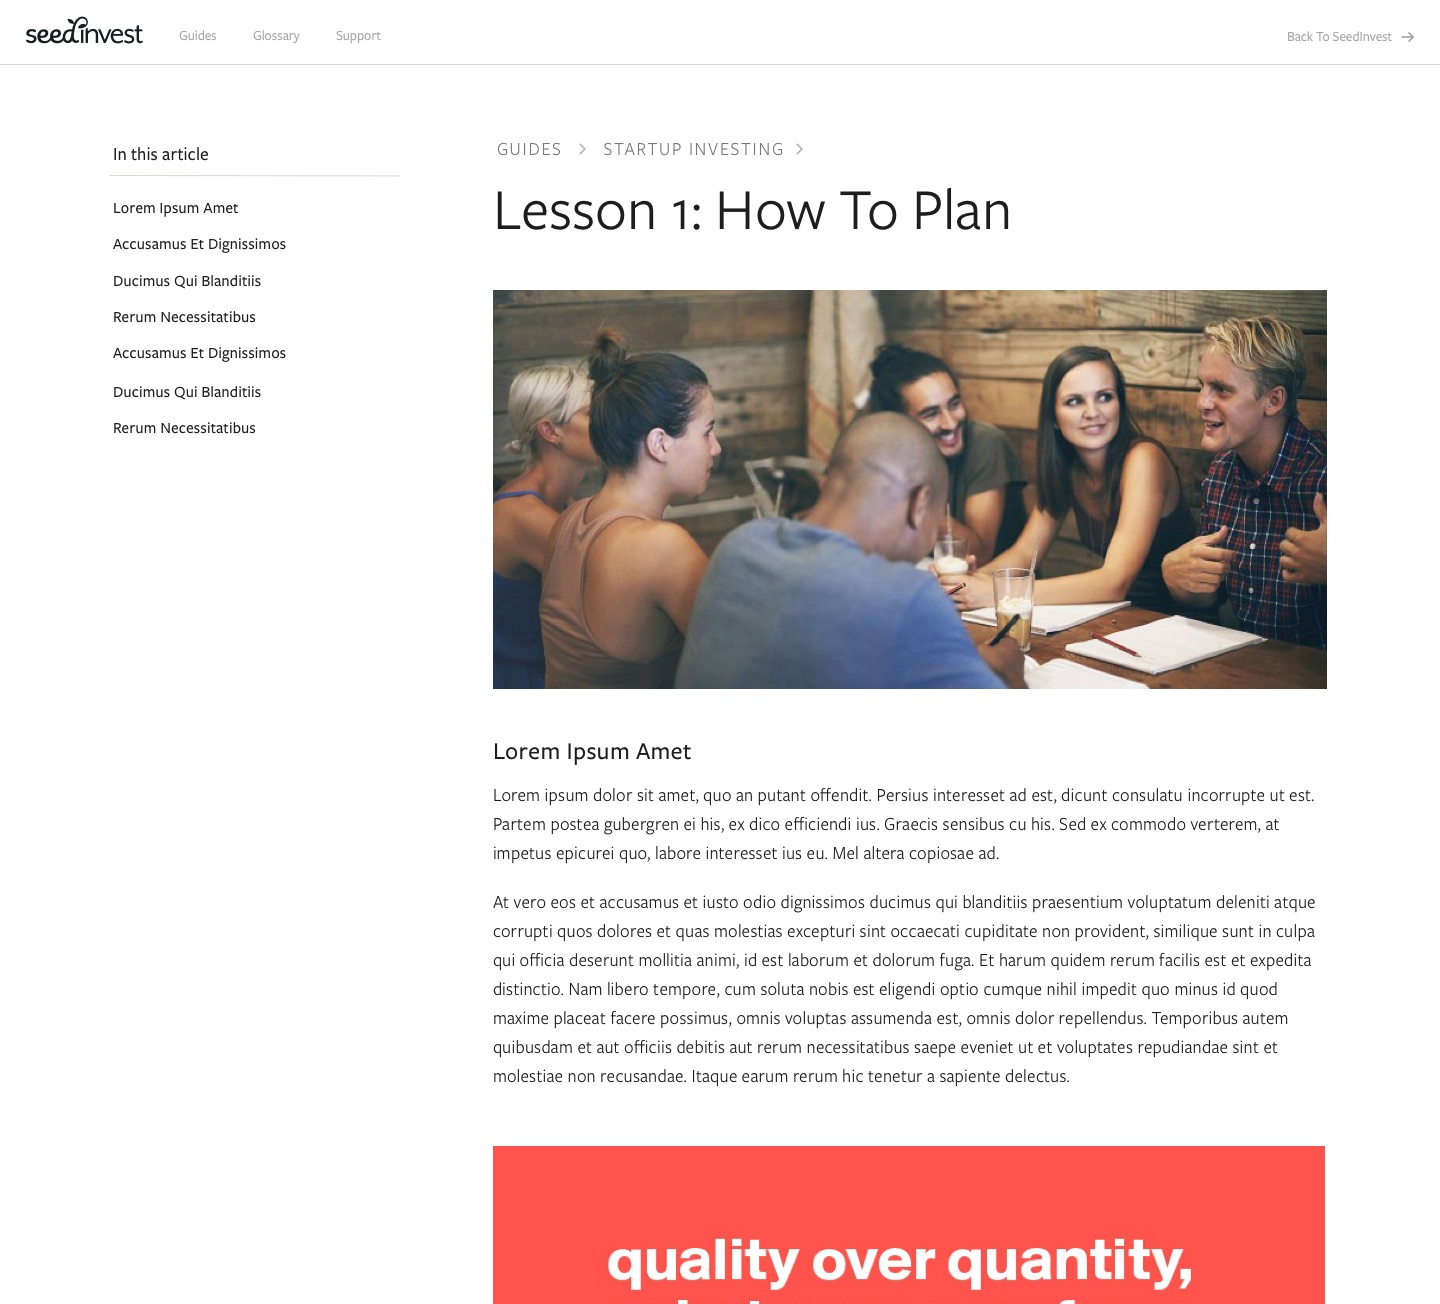 seedinvest
Guides
Glossary
Support
Back To SeedInvest
In this article
Lorem Ipsum Amet
Accusamus Et Dignissimos
Ducimus Qui Blanditiis
Rerum Necessitatibus
Accusamus Et Dignissimos
Ducimus Qui Blanditiis
Rerum Necessitatibus
GUIDES > STARTUP INVESTING >
Lesson 1: How To Plan
Lorem Ipsum Amet
Lorem ipsum dolor sit amet, quo an putant offendit. Persius interesset ad est, dicunt consulatu incorrupte ut est.
Partem postea gubergren ei his, ex dico efficiendi ius. Graecis sensibus cu his. Sed ex commodo verterem, at
impetus epicurei quo, labore interesset ius eu. Mel altera copiosae ad.
At vero eos et accusamus et iusto odio dignissimos ducimus qui blanditiis praesentium voluptatum deleniti atque
corrupti quos dolores et quas molestias excepturi sint occaecati cupiditate non provident, similique sunt in culpa
qui officia deserunt mollitia animi, id est laborum et dolorum fuga. Et harum quidem rerum facilis est et expedita
distinctio. Nam libero tempore, cum soluta nobis est eligendi optio cumque nihil impedit quo minus id quod
maxime placeat facere possimus, omnis voluptas assumenda est, omnis dolor repellendus. Temporibus autem
quibusdam et aut officiis debitis aut rerum necessitatibus saepe eveniet ut et voluptates repudiandae sint et
molestiae non recusandae. Itaque earum rerum hic tenetur a sapiente delectus.
quality over quantity,